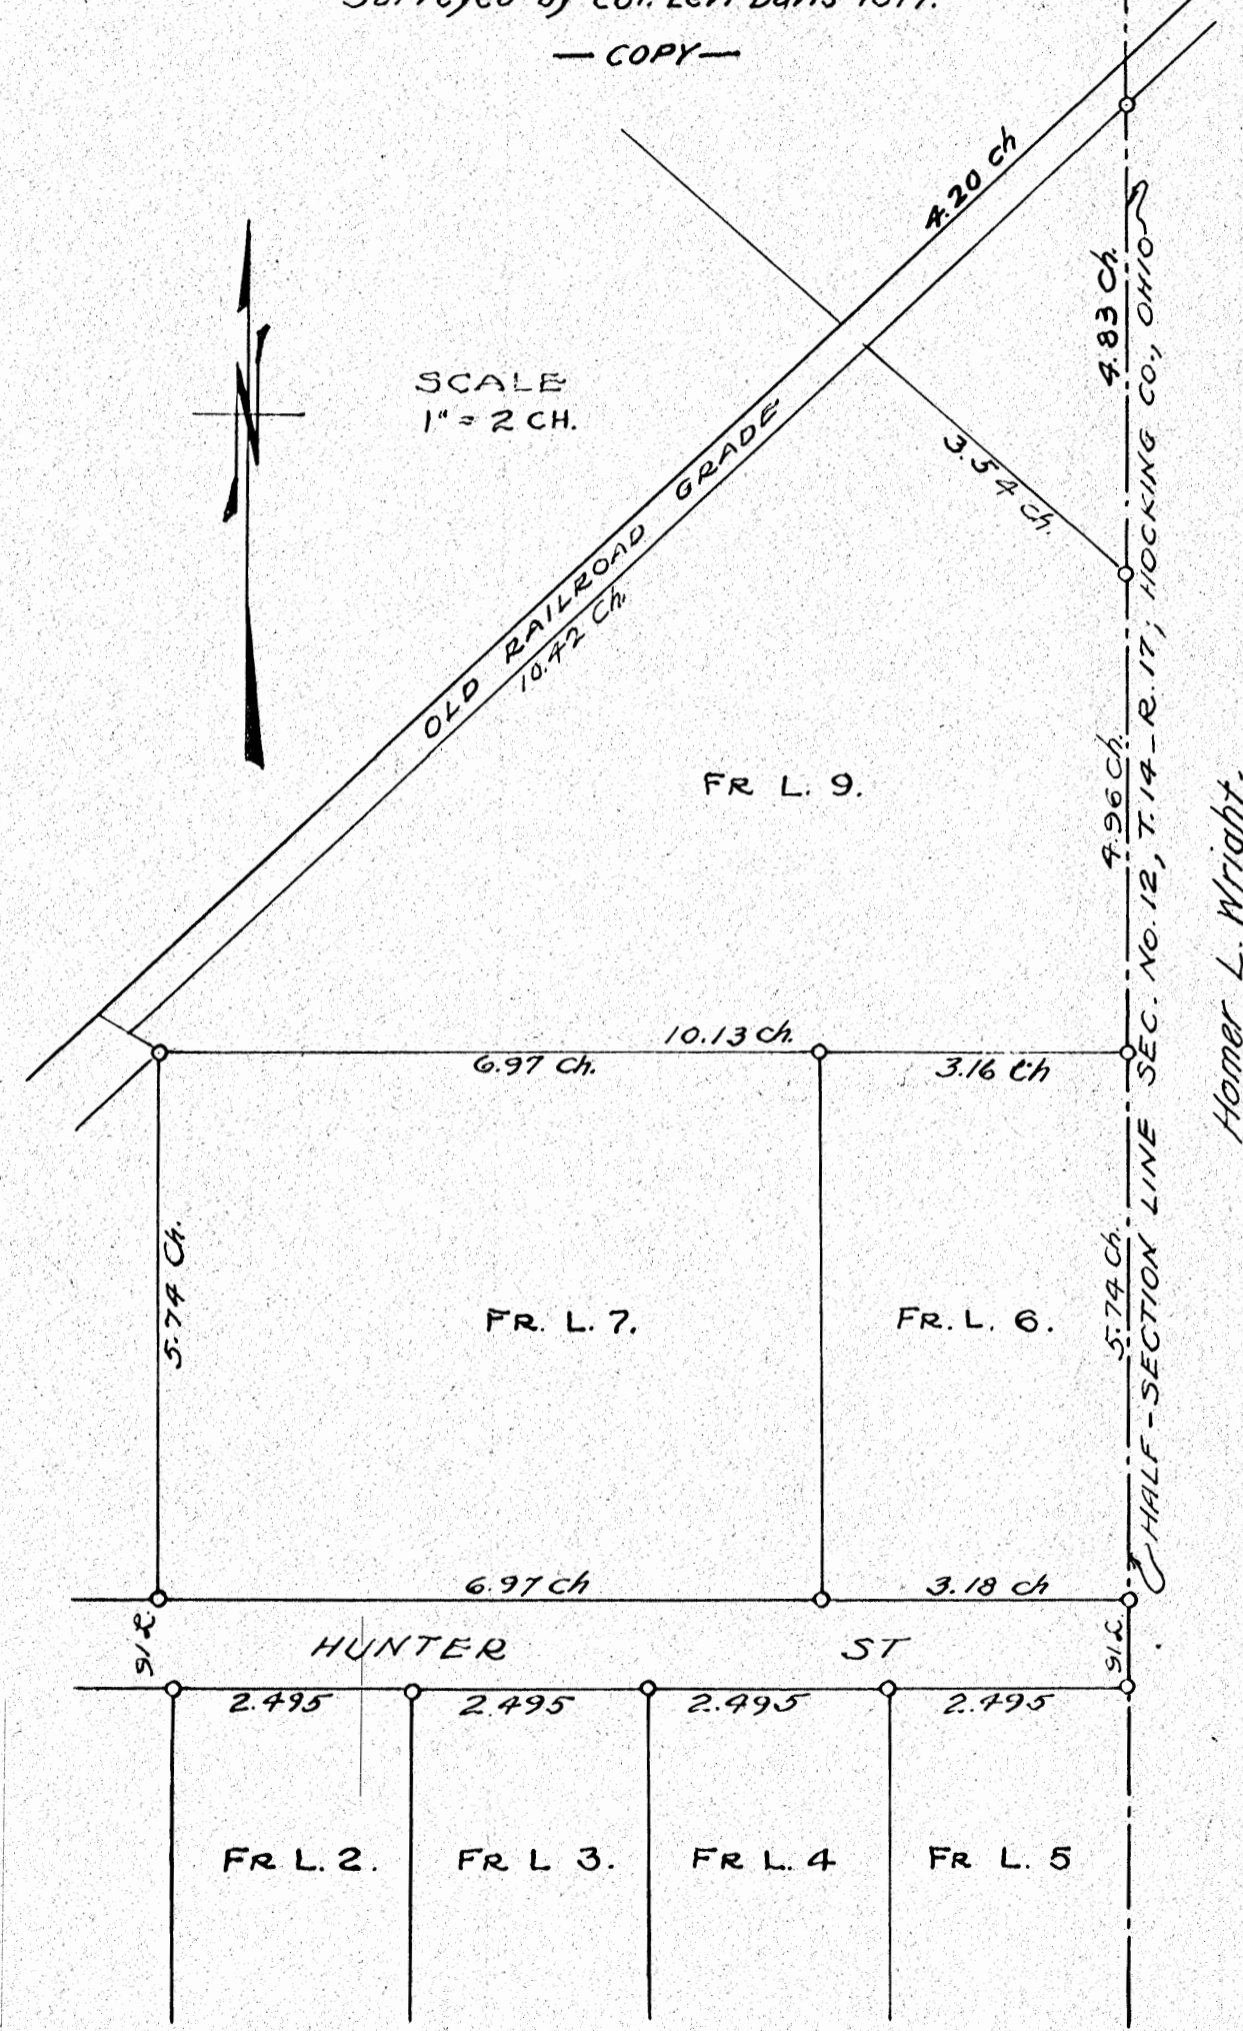 — COPY —
4.20 Ch
4.83 Ch.
N
SCALE
1" = 2 CH.
3.54 Ch.
OLD RAILROAD GRADE
10.42 Ch.
FR L. 9.
4.96 Ch.
Homer L. Wright.
10.13 Ch.
6.97 Ch.
3.16 Ch
5.74 Ch.
FR. L. 7.
FR. L. 6.
5.74 Ch.
HALF-SECTION LINE SEC. NO. 12, T. 14 - R. 17; HOCKING CO., OHIO
6.97 Ch
3.18 Ch
91 L.
HUNTER ST
91 L.
2.495
2.495
2.495
2.495
FR L. 2.
FR L 3.
FR L. 4
FR L. 5